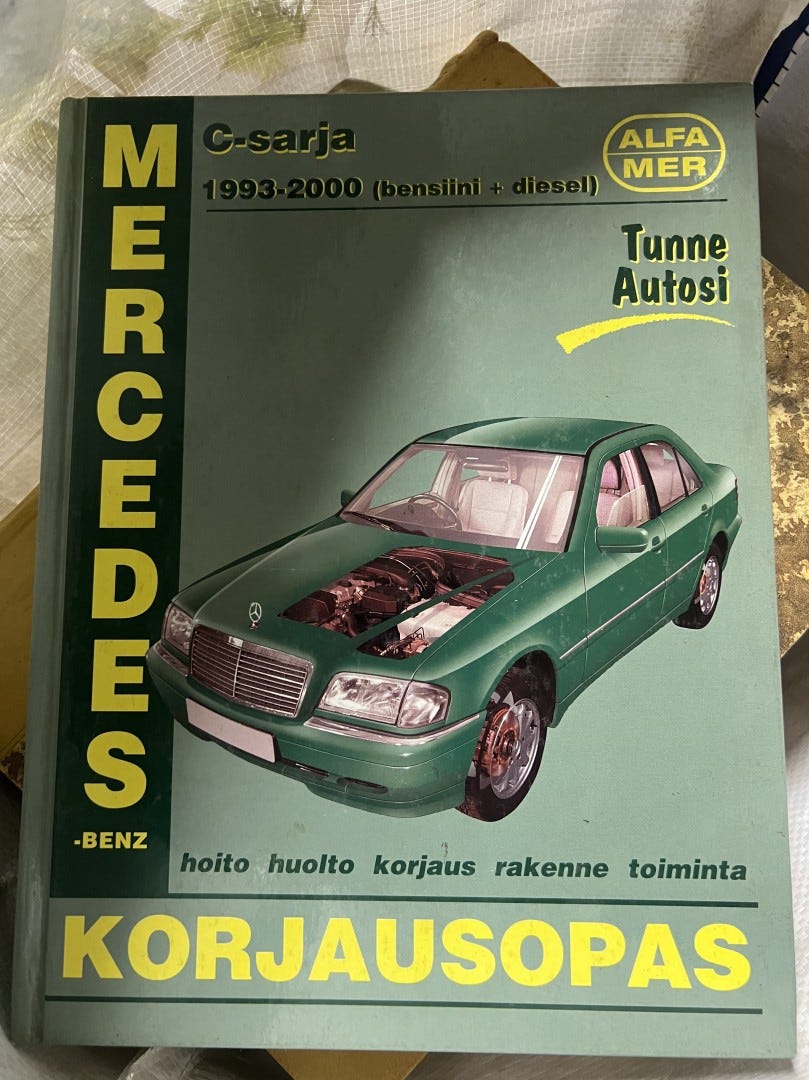 MERCEDES
-BENZ
C-sarja
1993-2000 (bensiini + diesel)
ALFA
MER
Tunne
Autosi
hoito huolto korjaus rakenne toiminta
KORJAUSOPAS